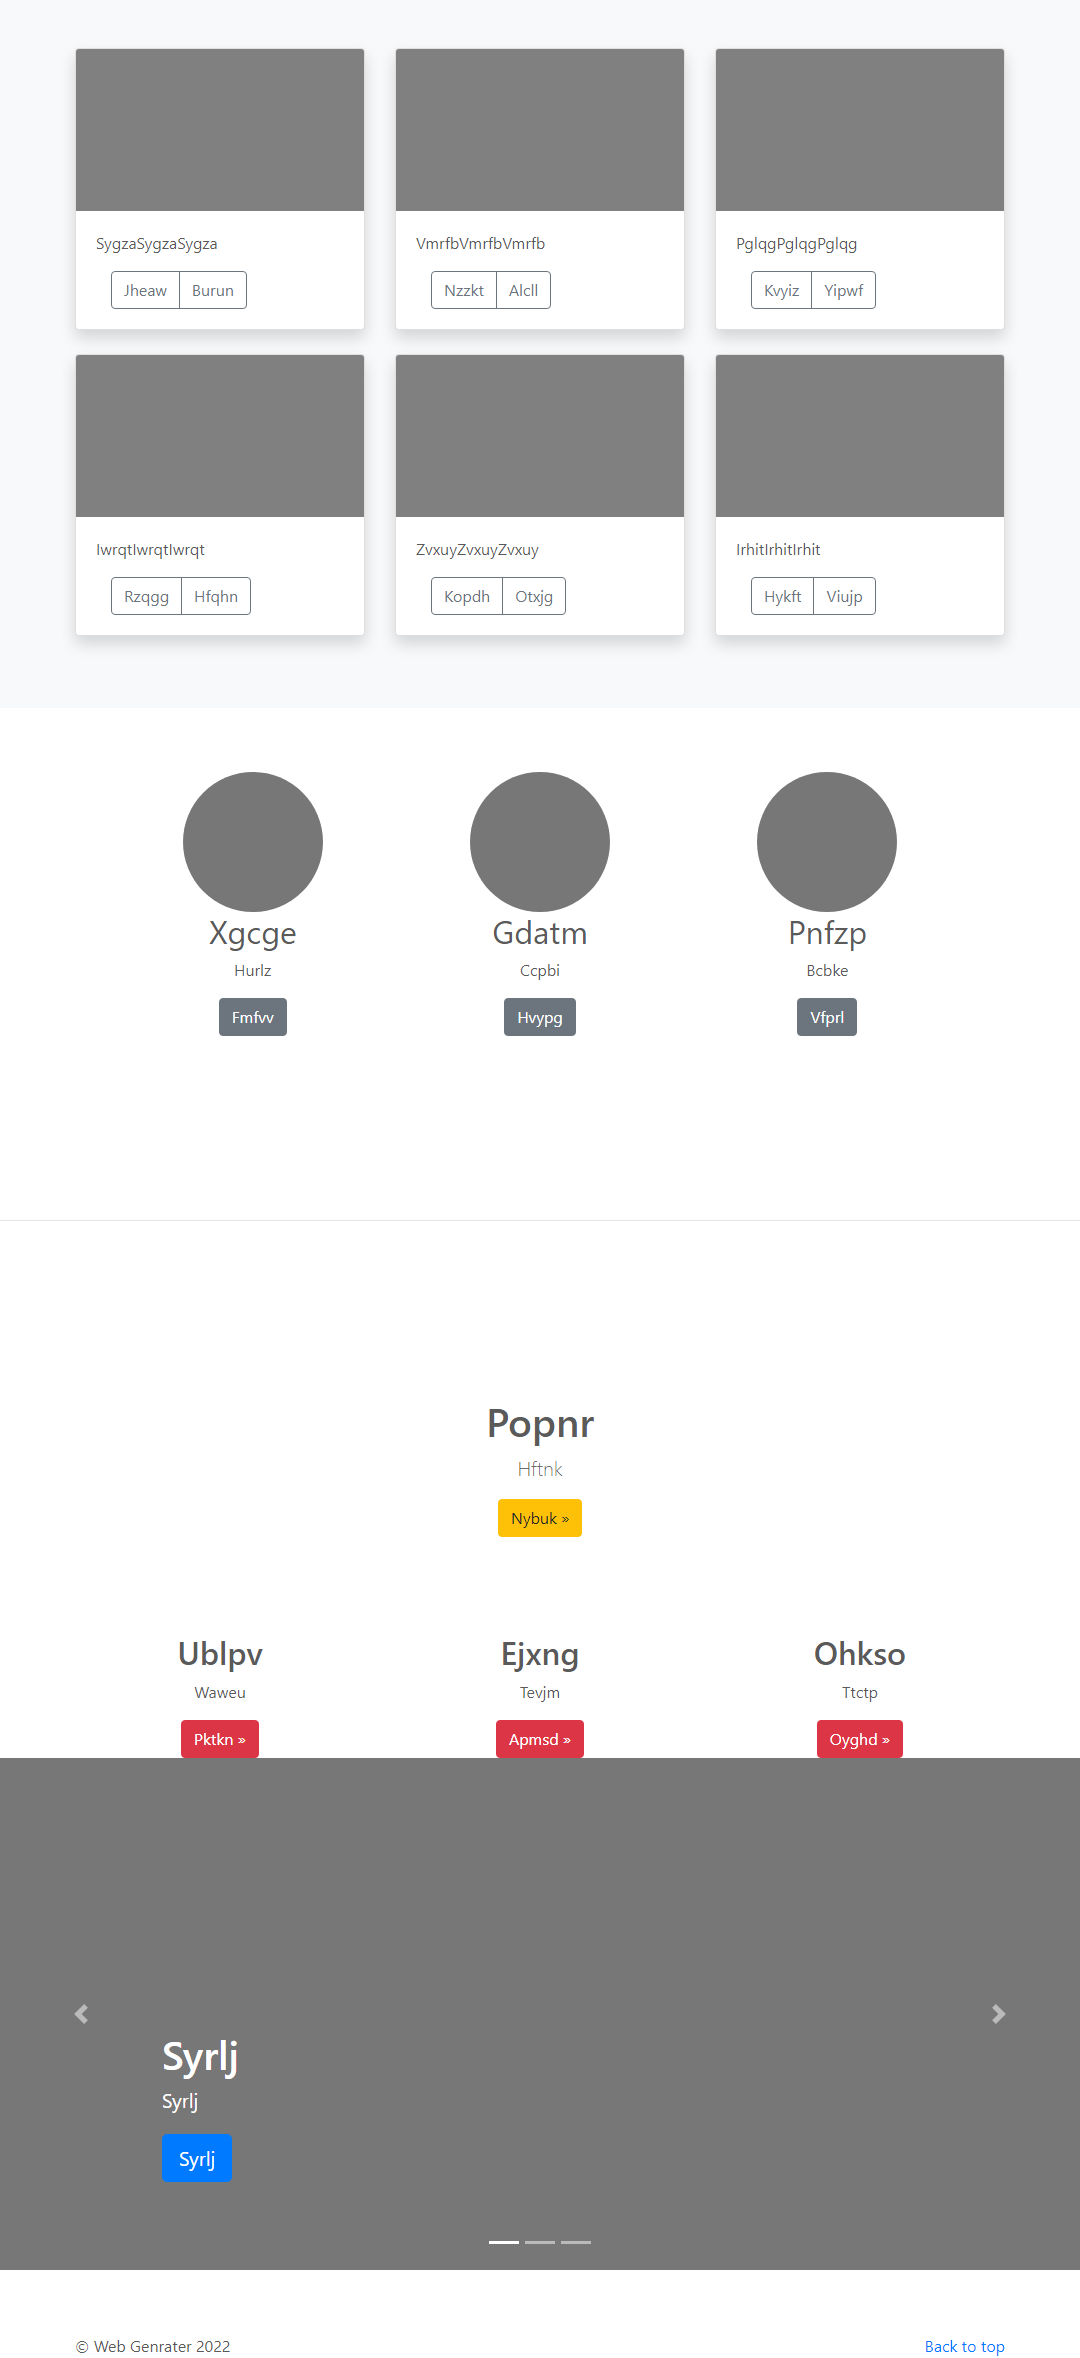 SygzaSygzaSygza
VmrfbVmrfbVmrfb
PglqgPglqgPglqg
Jheaw Burun
Nzzkt Alcll
Kvyiz Yipwf
IwrqtIwrqtIwrqt
ZvxuyZvxuyZvxuy
IrhitIrhitIrhit
Rzqgg Hfqhn
Kopdh Otxjg
Hykft Viujp
Xgcge
Gdatm
Pnfzp
Hurlz
Ccpbi
Bcbke
Fmfvv
Hvypg
Vfprl
Popnr
Hftnk
Nybuk »
Ublpv
Ejxng
Ohkso
Waweu
Tevjm
Ttctp
Pktkn »
Apmsd »
Oyghd »
Syrlj
Syrlj
Syrlj
© Web Genrater 2022
Back to top